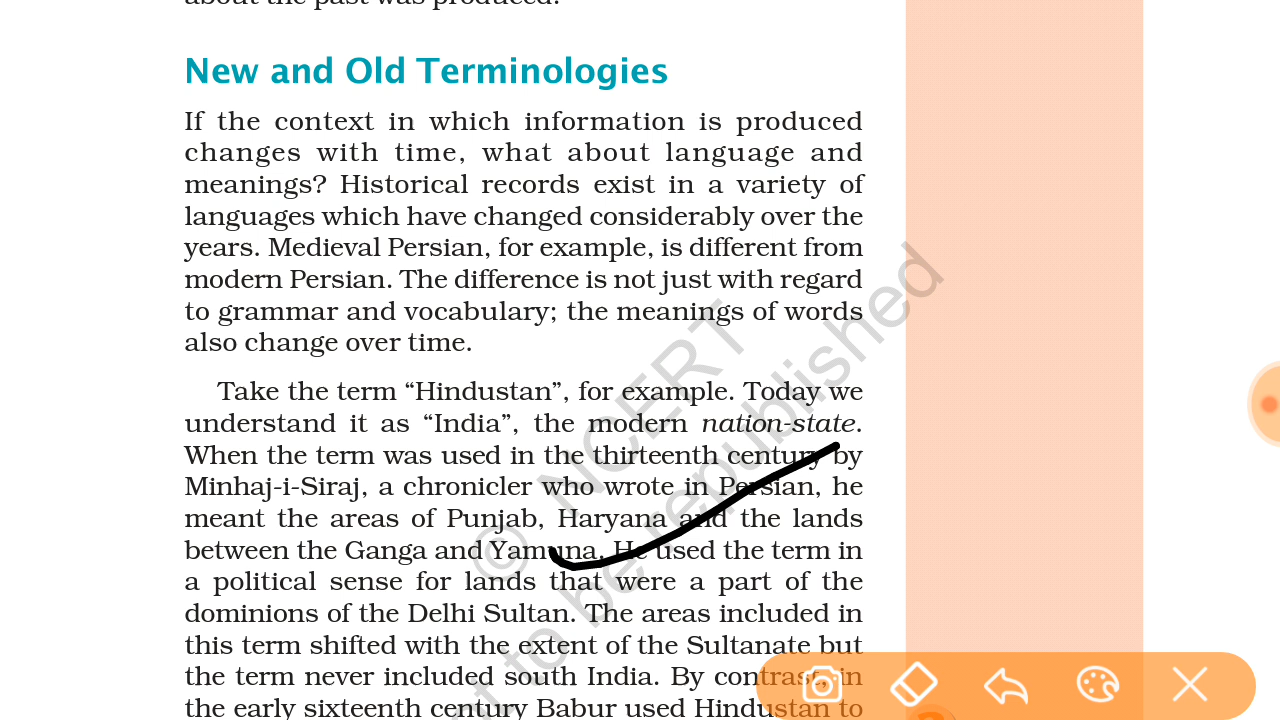 about the past was produced.
New and Old Terminologies
If the context in which information is produced
changes with time, what about language and
meanings? Historical records exist in a variety of
languages which have changed considerably over the
years. Medieval Persian, for example, is different from
modern Persian. The difference is not just with regard
to grammar and vocabulary; the meanings of words
also change over time.
Take the term “Hindustan”, for example. Today we
understand it as “India”, the modern nation-state.
When the term was used in the thirteenth century by
Minhaj-i-Siraj, a chronicler who wrote in Persian, he
meant the areas of Punjab, Haryana and the lands
between the Ganga and Yamuna. He used the term in
a political sense for lands that were a part of the
dominions of the Delhi Sultan. The areas included in
this term shifted with the extent of the Sultanate but
the term never included south India. By contrast, in
the early sixteenth century Babur used Hindustan to
© NCERT
to be republished